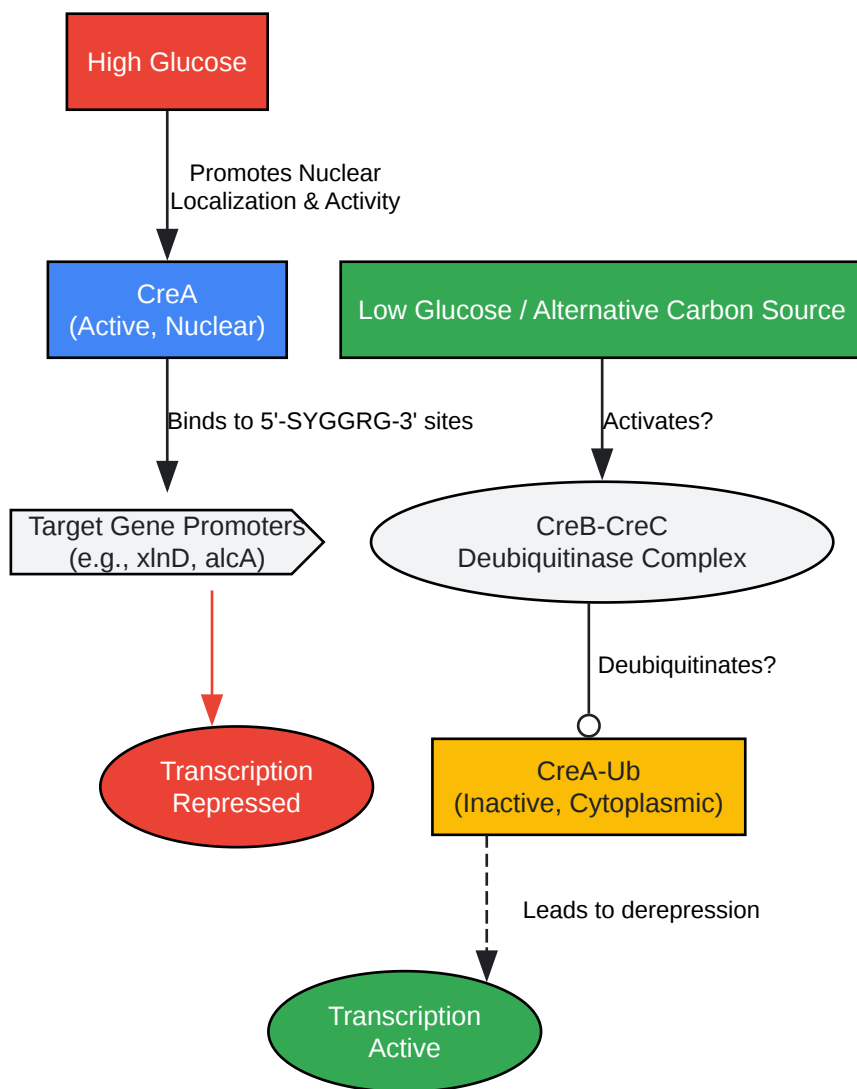 High Glucose
Promotes Nuclear
Localization & Activity
CreA
(Active, Nuclear)
Low Glucose / Alternative Carbon Source
Binds to 5'-SYGGRG-3' sites
Activates?
Target Gene Promoters
(e.g., xlnD, alcA)
CreB-CreC
Deubiquitinase Complex
Deubiquitinates?
Transcription
Repressed
CreA-Ub
(Inactive, Cytoplasmic)
Leads to derepression
Transcription
Active